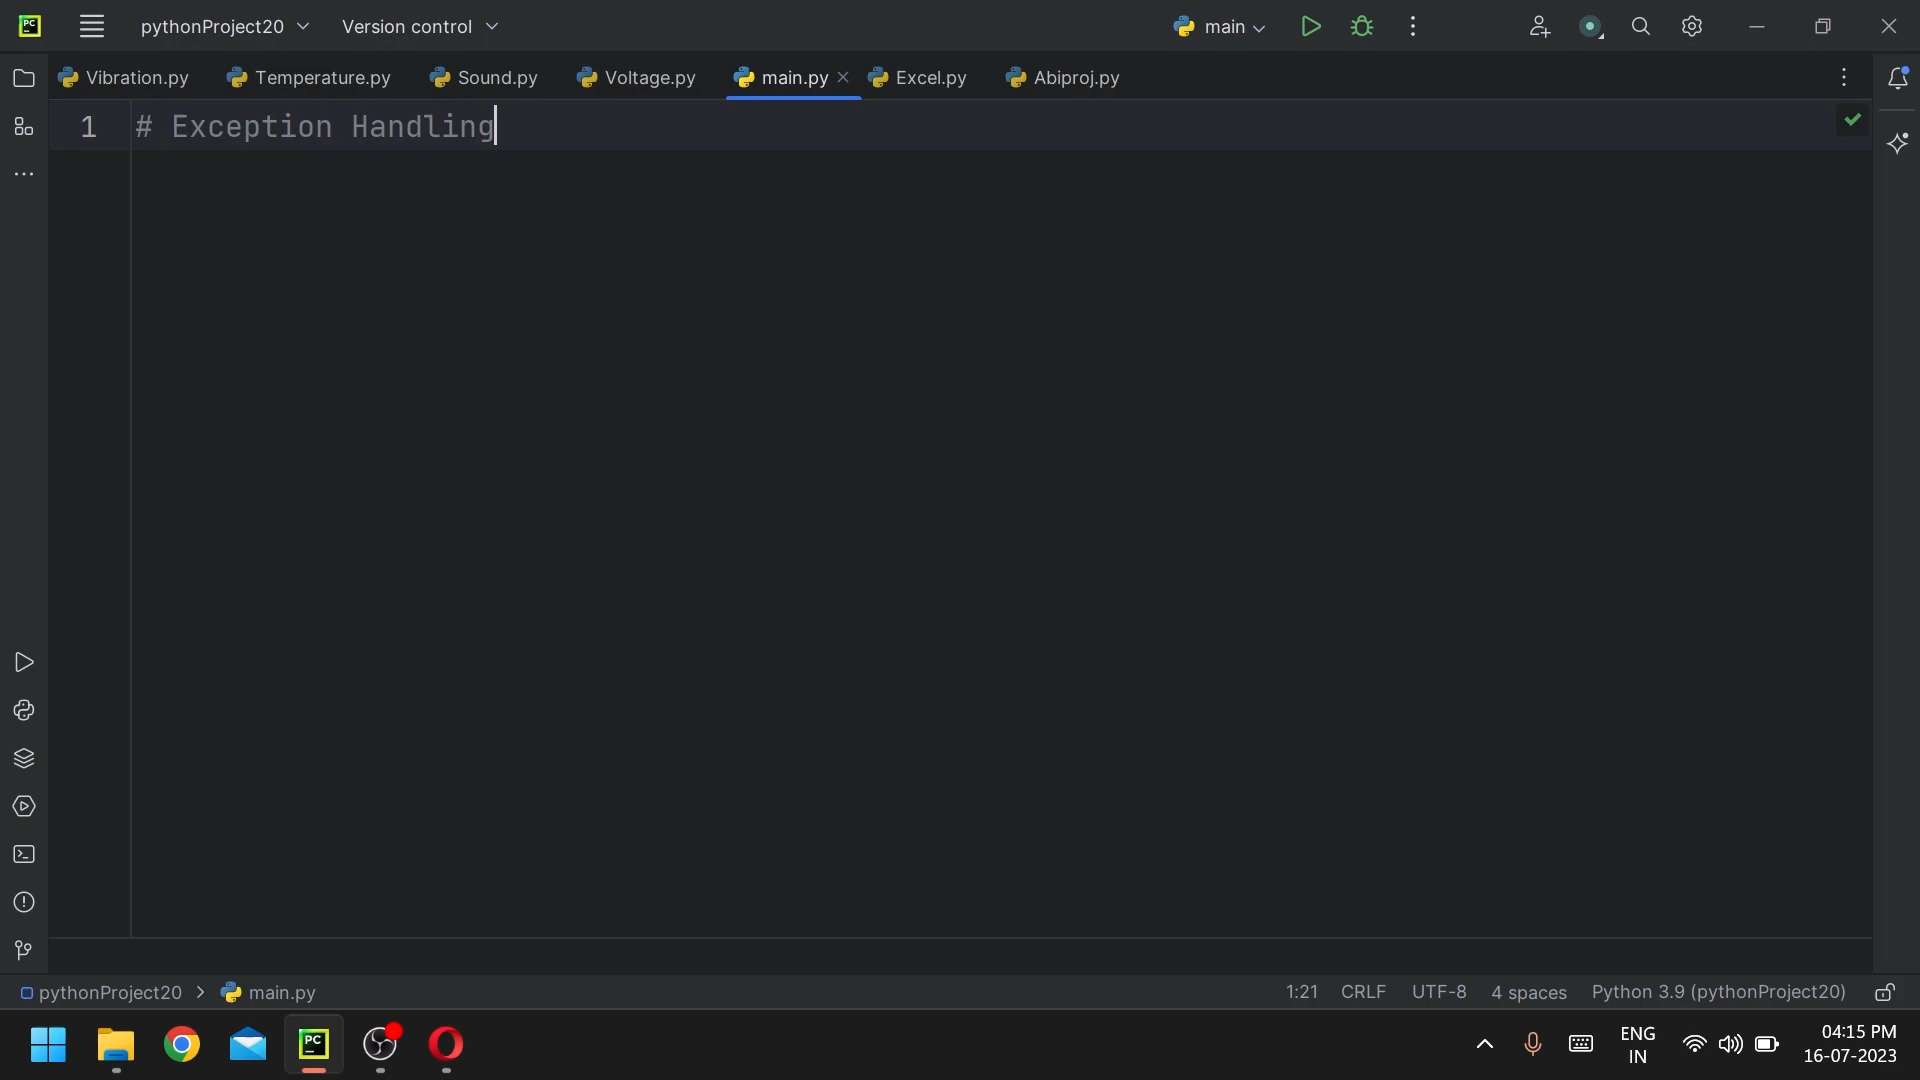 PC pythonProject20 Version control main
Vibration.py Temperature.py Sound.py Voltage.py main.py Excel.py Abiproj.py
1 # Exception Handling
pythonProject20 > main.py 1:21 CRLF UTF-8 4 spaces Python 3.9 (pythonProject20)
PC ENG 04:15 PM
IN 16-07-2023